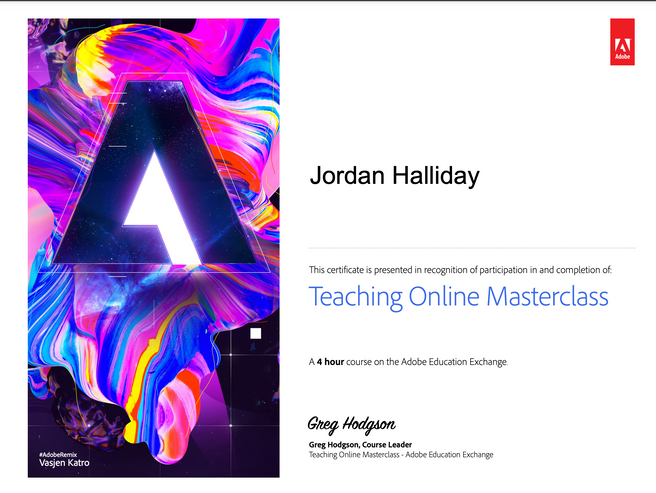 Adobe
Jordan Halliday
This certificate is presented in recognition of participation in and completion of:
Teaching Online Masterclass
A 4 hour course on the Adobe Education Exchange.
Greg Hodgson
Greg Hodgson, Course Leader
Teaching Online Masterclass - Adobe Education Exchange
#AdobeRemix
Vasjen Katro